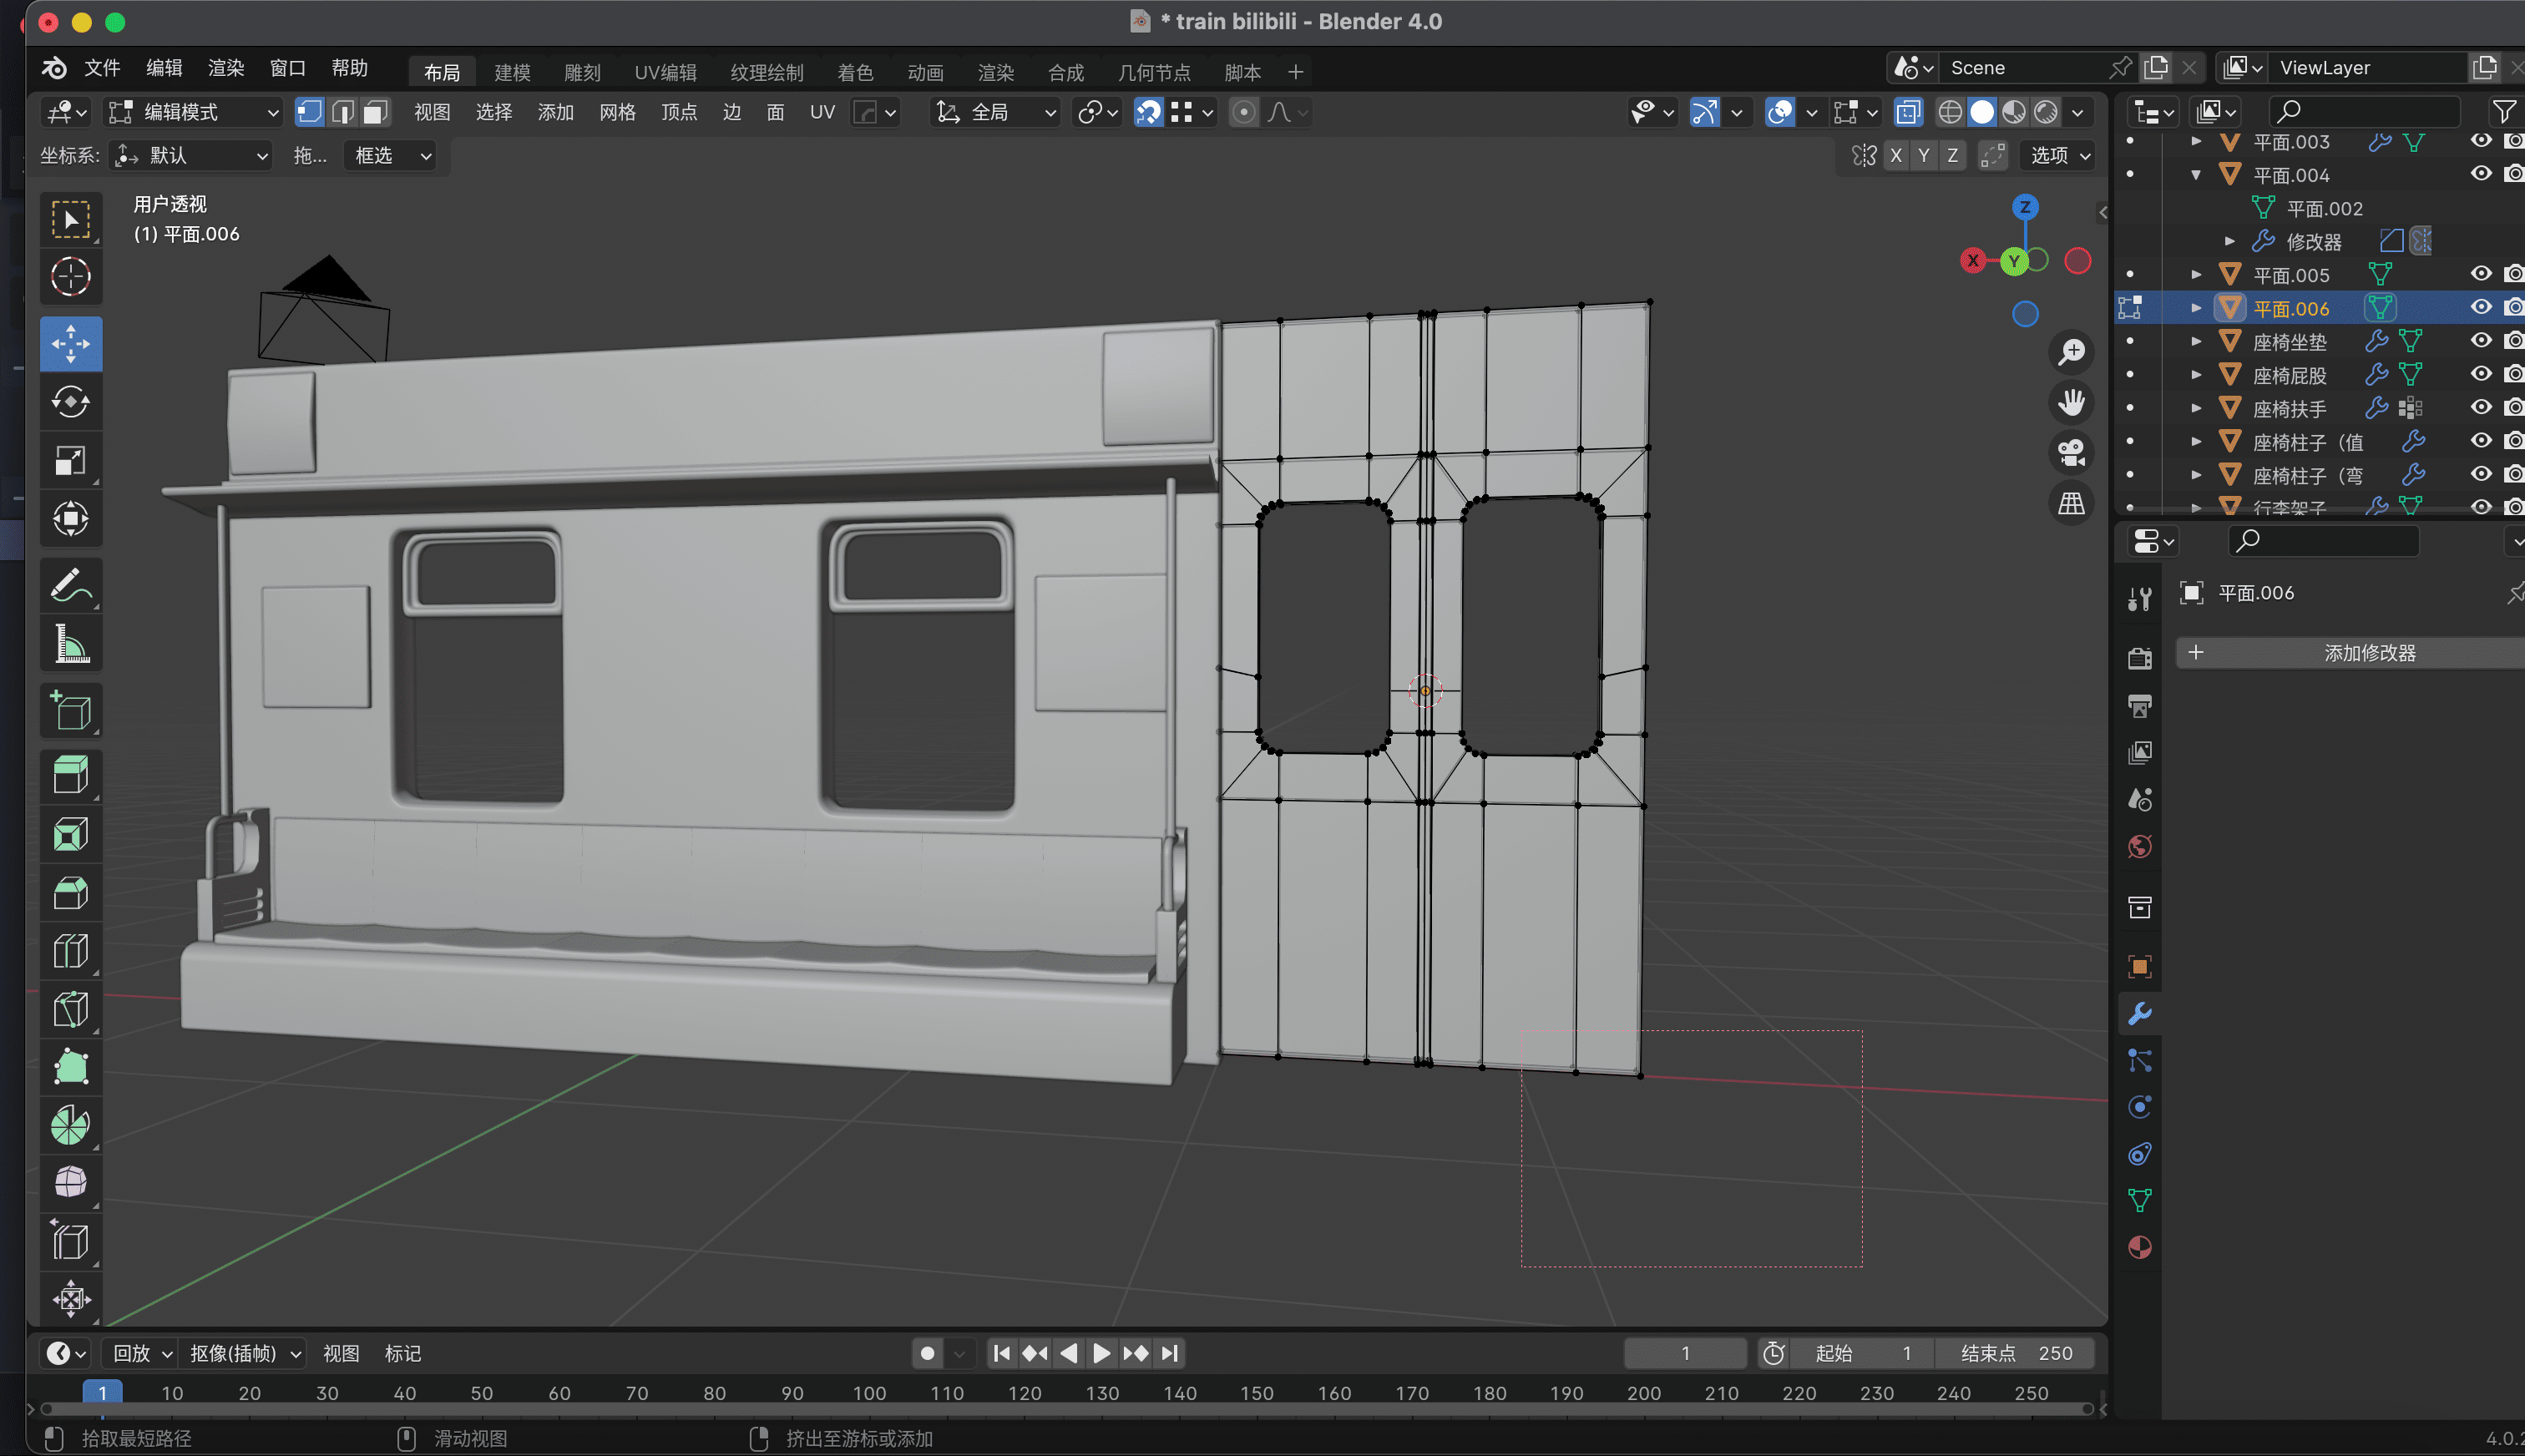 * train bilibili - Blender 4.0
文件 编辑 渲染 窗口 帮助 布局 建模 雕刻 UV编辑 纹理绘制 着色 动画 渲染 合成 几何节点 脚本 + Scene ViewLayer
编辑模式 视图 选择 添加 网格 顶点 边 面 UV 全局
坐标系: 默认 拖... 框选 X Y Z 选项
用户透视
(1) 平面.006
Z
X Y
平面.003
平面.004
平面.002
修改器
平面.005
平面.006
座椅坐垫
座椅屁股
座椅扶手
座椅柱子（值
座椅柱子（弯
行李架子
平面.006
+ 添加修改器
回放 抠像(插帧) 视图 标记 1 起始 1 结束点 250
1 10 20 30 40 50 60 70 80 90 100 110 120 130 140 150 160 170 180 190 200 210 220 230 240 250
拾取最短路径 滑动视图 挤出至游标或添加 4.0.2